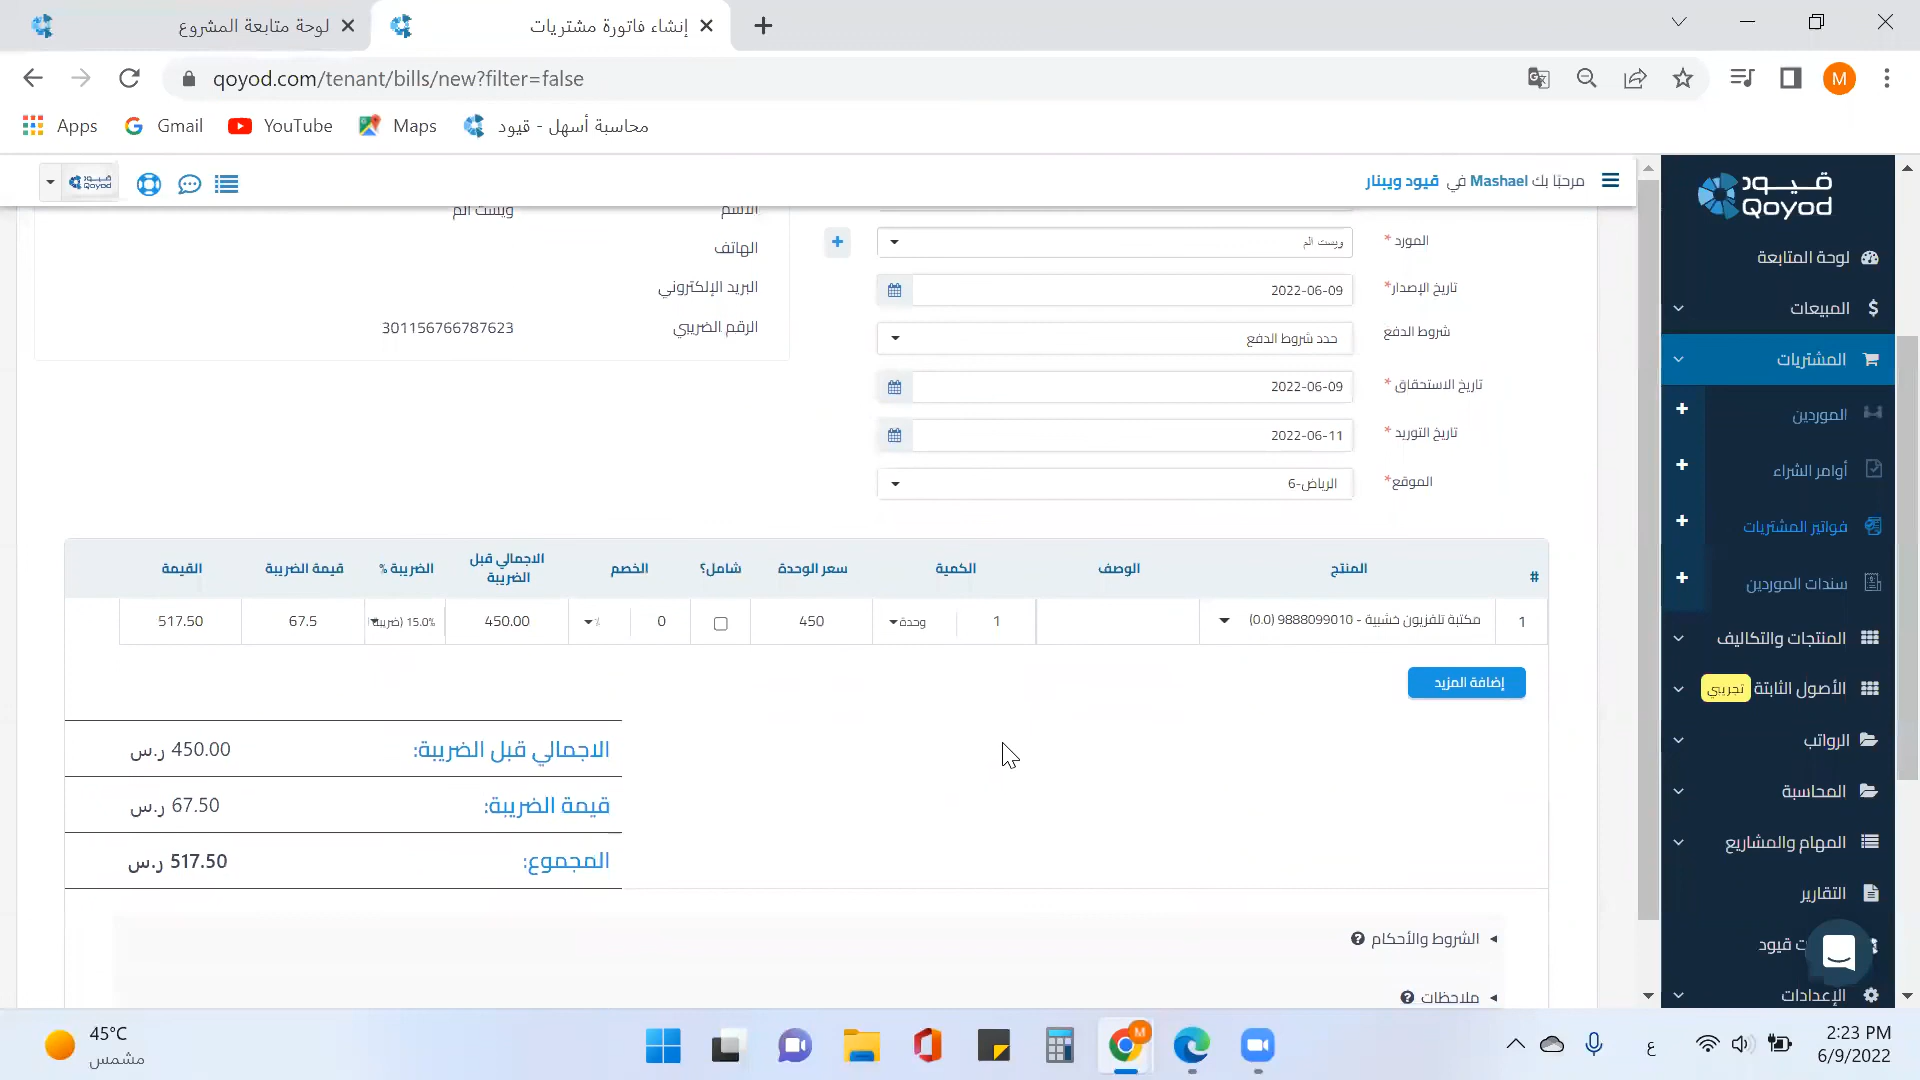 لوحة متابعة المشروع
إنشاء فاتورة مشتريات
qoyod.com/tenant/bills/new?filter=false
M
Apps
Gmail
YouTube
Maps
محاسبة أسهل - قيود
قيود Qoyod
مرحبًا بك Mashael في قيود ويبنار
قيود
Qoyod
الاسم
ويست الم
الهاتف
البريد الإلكتروني
الرقم الضريبي
301156766787623
المورد *
ويست الم
تاريخ الإصدار*
2022-06-09
شروط الدفع
حدد شروط الدفع
تاريخ الاستحقاق *
2022-06-09
تاريخ التوريد *
2022-06-11
الموقع*
الرياض-6
# المنتج الوصف الكمية سعر الوحدة شامل؟ الخصم الاجمالي قبل الضريبة الضريبة % قيمة الضريبة القيمة
1 مكتبة تلفزيون خشبية - 9888099010 (0.0) 1 وحدة 450 0 % 450.00 15.0% (ضريبة 67.5 517.50
إضافة المزيد
الاجمالي قبل الضريبة: 450.00 ر.س
قيمة الضريبة: 67.50 ر.س
المجموع: 517.50 ر.س
الشروط والأحكام
ملاحظات
لوحة المتابعة
المبيعات
المشتريات
الموردين
أوامر الشراء
فواتير المشتريات
سندات الموردين
المنتجات والتكاليف
الأصول الثابتة تجريبي
الرواتب
المحاسبة
المهام والمشاريع
التقارير
ت قيود
الإعدادات
45°C
مشمس
M
ع
2:23 PM
6/9/2022